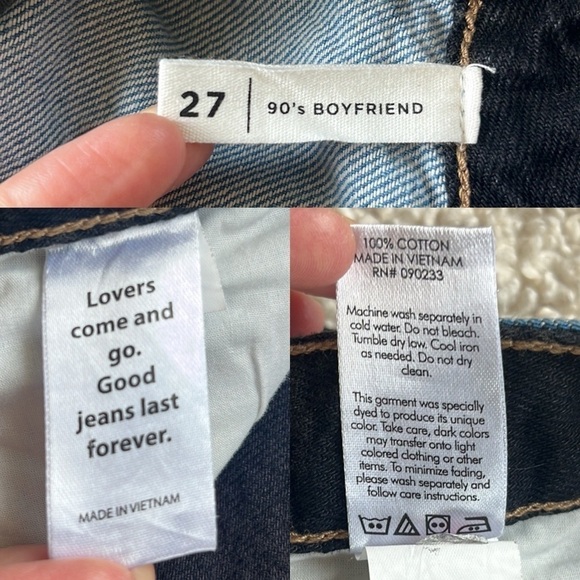 27 | 90's BOYFRIEND
Lovers
come and
go.
Good
jeans last
forever.
MADE IN VIETNAM
100% COTTON
MADE IN VIETNAM
RN# 090233
Machine wash separately in
cold water. Do not bleach.
Tumble dry low. Cool iron
as needed. Do not dry
clean.
This garment was specially
dyed to produce its unique
color. Take care, dark colors
may transfer onto light
colored clothing or other
items. To minimize fading,
please wash separately and
follow care instructions.